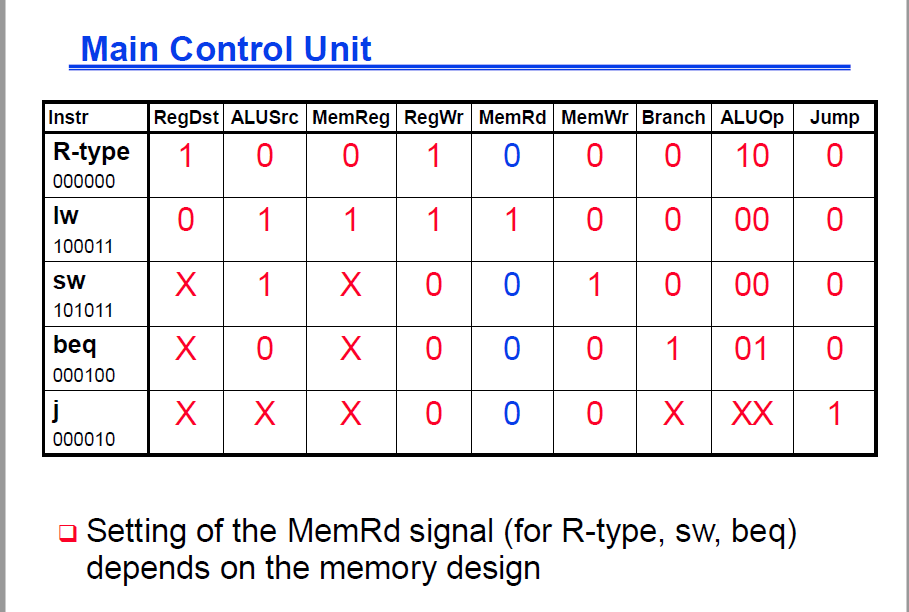 Main Control Unit
Instr RegDst ALUSrc MemReg RegWr MemRd MemWr Branch ALUOp Jump
R-type 1 0 0 1 0 0 0 10 0
000000
lw 0 1 1 1 1 0 0 00 0
100011
sw X 1 X 0 0 1 0 00 0
101011
beq X 0 X 0 0 0 1 01 0
000100
j X X X 0 0 0 X XX 1
000010
Setting of the MemRd signal (for R-type, sw, beq)
depends on the memory design